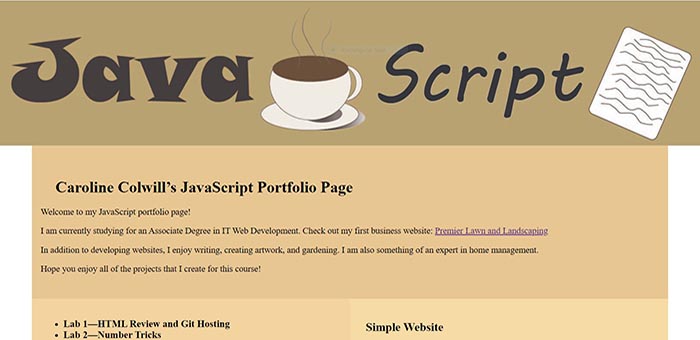 Java Script
Caroline Colwill’s JavaScript Portfolio Page
Welcome to my JavaScript portfolio page!
I am currently studying for an Associate Degree in IT Web Development. Check out my first business website: Premier Lawn and Landscaping
In addition to developing websites, I enjoy writing, creating artwork, and gardening. I am also something of an expert in home management.
Hope you enjoy all of the projects that I create for this course!
Lab 1—HTML Review and Git Hosting
Lab 2—Number Tricks
Simple Website